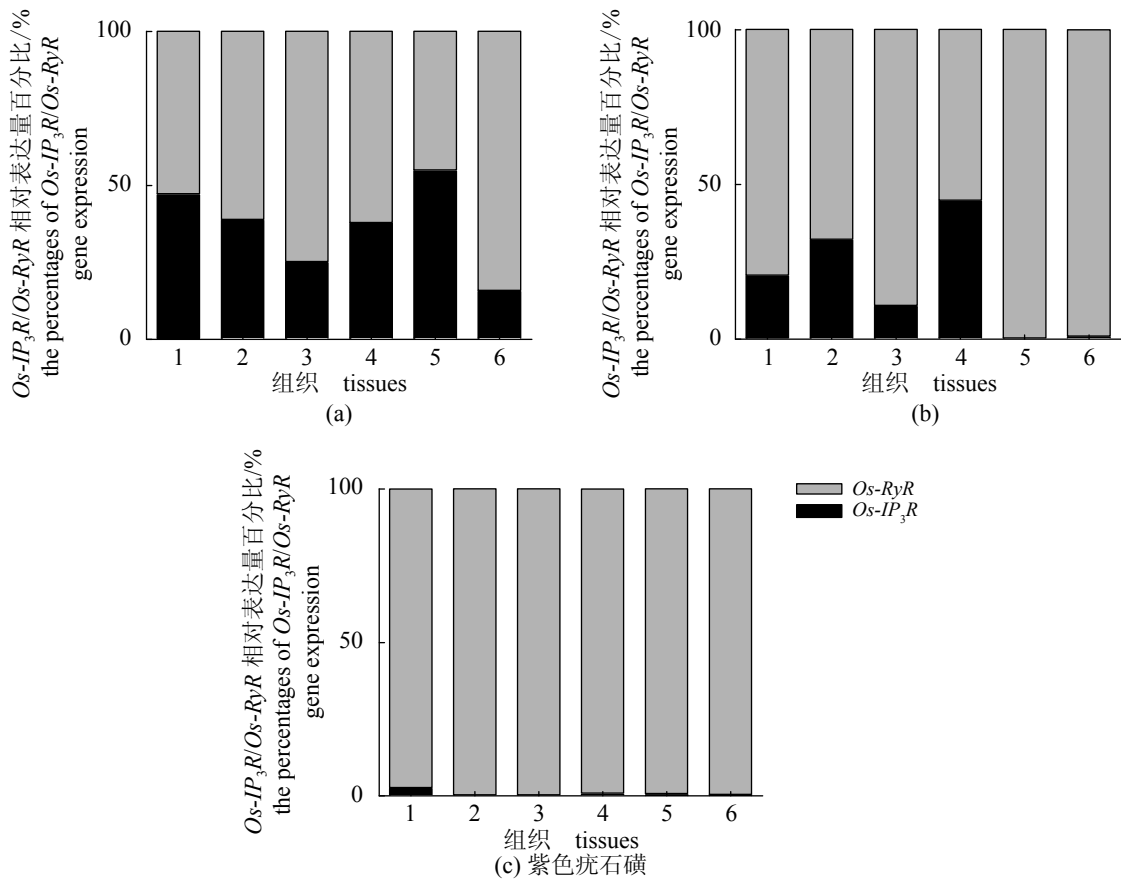 Os-IP₃R/Os-RyR 相对表达量百分比/%
the percentages of Os-IP₃R/Os-RyR
gene expression
100
50
0
1 2 3 4 5 6
组织 tissues
(a)
Os-IP₃R/Os-RyR 相对表达量百分比/%
the percentages of Os-IP₃R/Os-RyR
gene expression
100
50
0
1 2 3 4 5 6
组织 tissues
(b)
Os-IP₃R/Os-RyR 相对表达量百分比/%
the percentages of Os-IP₃R/Os-RyR
gene expression
100
50
0
1 2 3 4 5 6
组织 tissues
(c) 紫色疣石磺
Os-RyR
Os-IP₃R